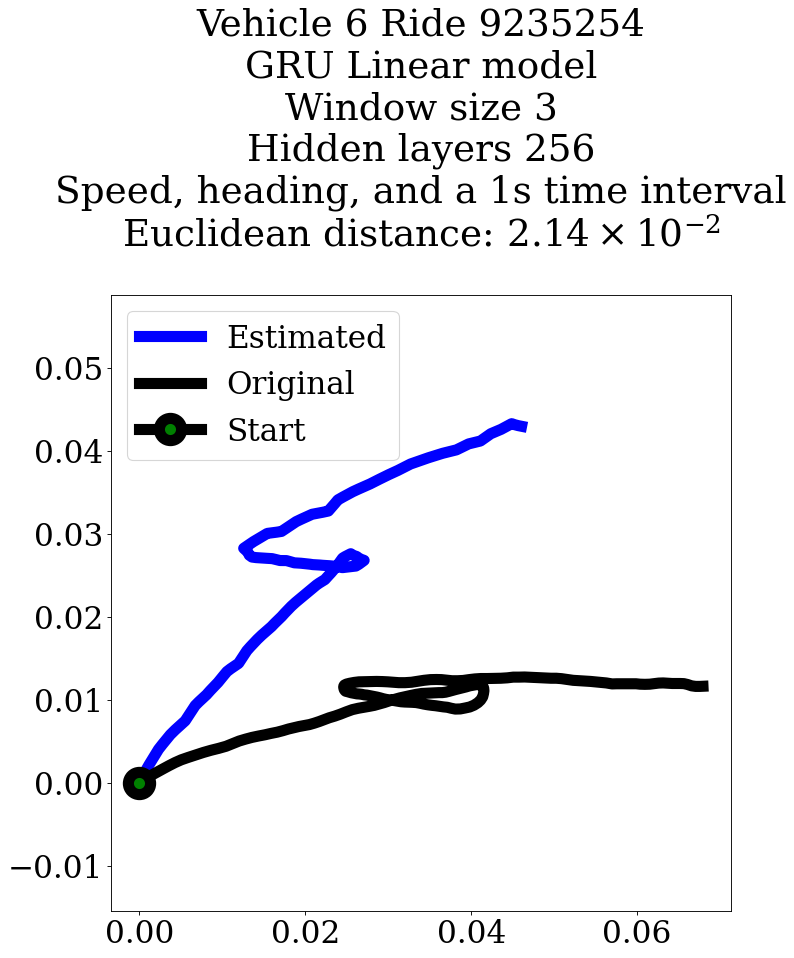 Vehicle 6 Ride 9235254
GRU Linear model
Window size 3
Hidden layers 256
Speed, heading, and a 1s time interval
Euclidean distance: 2.14 × 10⁻²
Estimated
Original
Start
0.05
0.04
0.03
0.02
0.01
0.00
−0.01
0.00 0.02 0.04 0.06